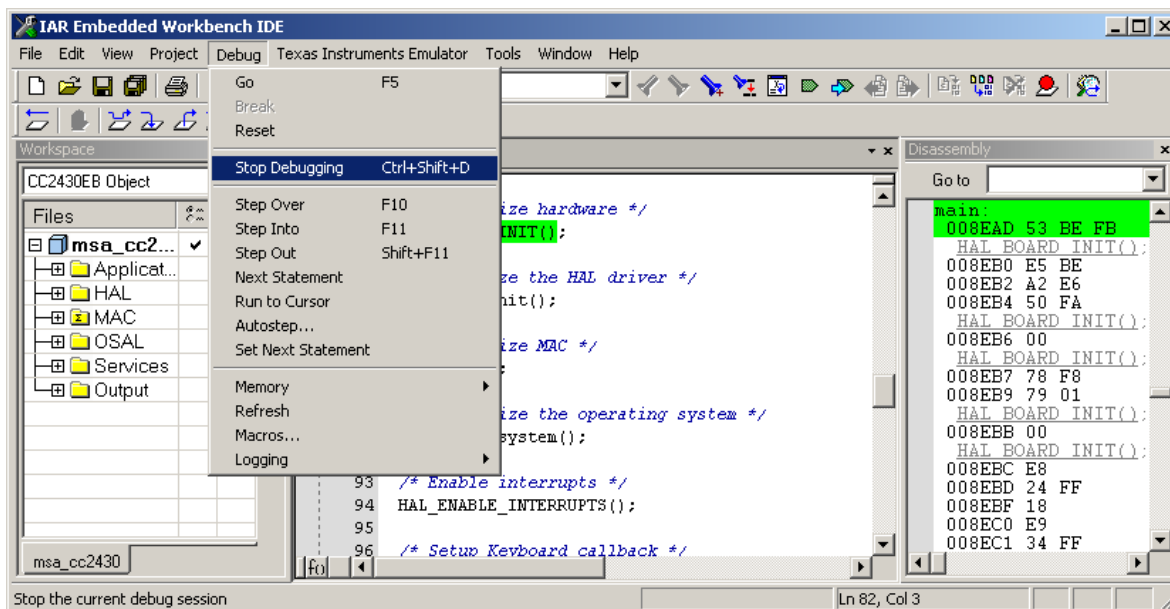 IAR Embedded Workbench IDE
File Edit View Project Debug Texas Instruments Emulator Tools Window Help
Go F5
Break
Reset
Stop Debugging Ctrl+Shift+D
Step Over F10
Step Into F11
Step Out Shift+F11
Next Statement
Run to Cursor
Autostep...
Set Next Statement
Memory
Refresh
Macros...
Logging
Workspace
CC2430EB Object
Files
msa_cc2...
Applicat...
HAL
MAC
OSAL
Services
Output
msa_cc2430
ize hardware */
INIT();
ze the HAL driver */
nit();
ize MAC */
;
ize the operating system */
system();
93 /* Enable interrupts */
94 HAL_ENABLE_INTERRUPTS();
95
96 /* Setup Keyboard callback */
f()
Disassembly
Go to
main:
008EAD 53 BE FB
HAL_BOARD_INIT();
008EB0 E5 BE
008EB2 A2 E6
008EB4 50 FA
HAL_BOARD_INIT();
008EB6 00
HAL_BOARD_INIT();
008EB7 78 F8
008EB9 79 01
HAL_BOARD_INIT();
008EBB 00
HAL_BOARD_INIT();
008EBC E8
008EBD 24 FF
008EBF 18
008EC0 E9
008EC1 34 FF
Stop the current debug session
Ln 82, Col 3